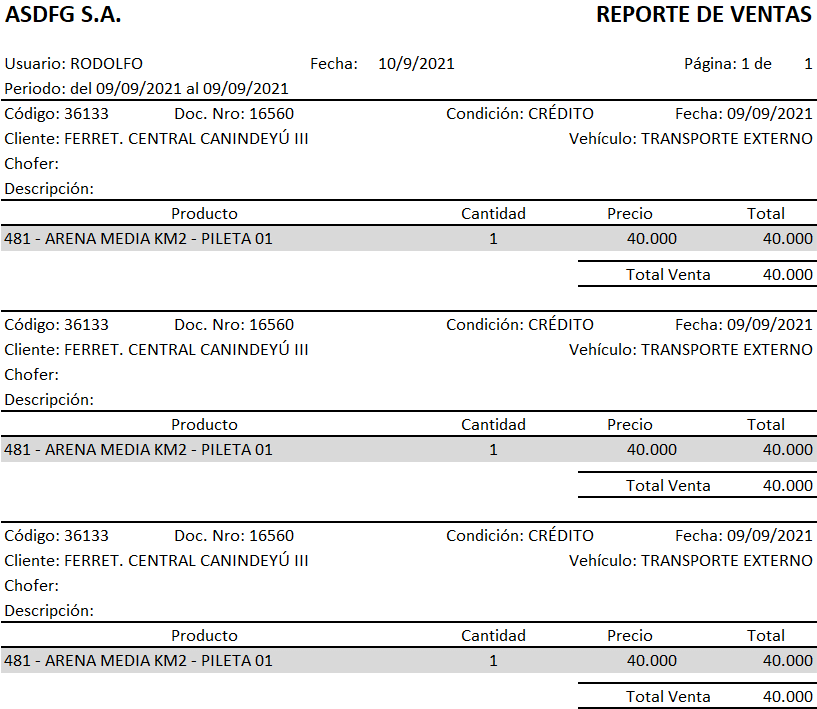 ASDFG S.A. REPORTE DE VENTAS
Usuario: RODOLFO Fecha: 10/9/2021 Página: 1 de 1
Periodo: del 09/09/2021 al 09/09/2021
Código: 36133 Doc. Nro: 16560 Condición: CRÉDITO Fecha: 09/09/2021
Cliente: FERRET. CENTRAL CANINDEYÚ III Vehículo: TRANSPORTE EXTERNO
Chofer:
Descripción:
Producto Cantidad Precio Total
481 - ARENA MEDIA KM2 - PILETA 01 1 40.000 40.000
Total Venta 40.000
Código: 36133 Doc. Nro: 16560 Condición: CRÉDITO Fecha: 09/09/2021
Cliente: FERRET. CENTRAL CANINDEYÚ III Vehículo: TRANSPORTE EXTERNO
Chofer:
Descripción:
Producto Cantidad Precio Total
481 - ARENA MEDIA KM2 - PILETA 01 1 40.000 40.000
Total Venta 40.000
Código: 36133 Doc. Nro: 16560 Condición: CRÉDITO Fecha: 09/09/2021
Cliente: FERRET. CENTRAL CANINDEYÚ III Vehículo: TRANSPORTE EXTERNO
Chofer:
Descripción:
Producto Cantidad Precio Total
481 - ARENA MEDIA KM2 - PILETA 01 1 40.000 40.000
Total Venta 40.000